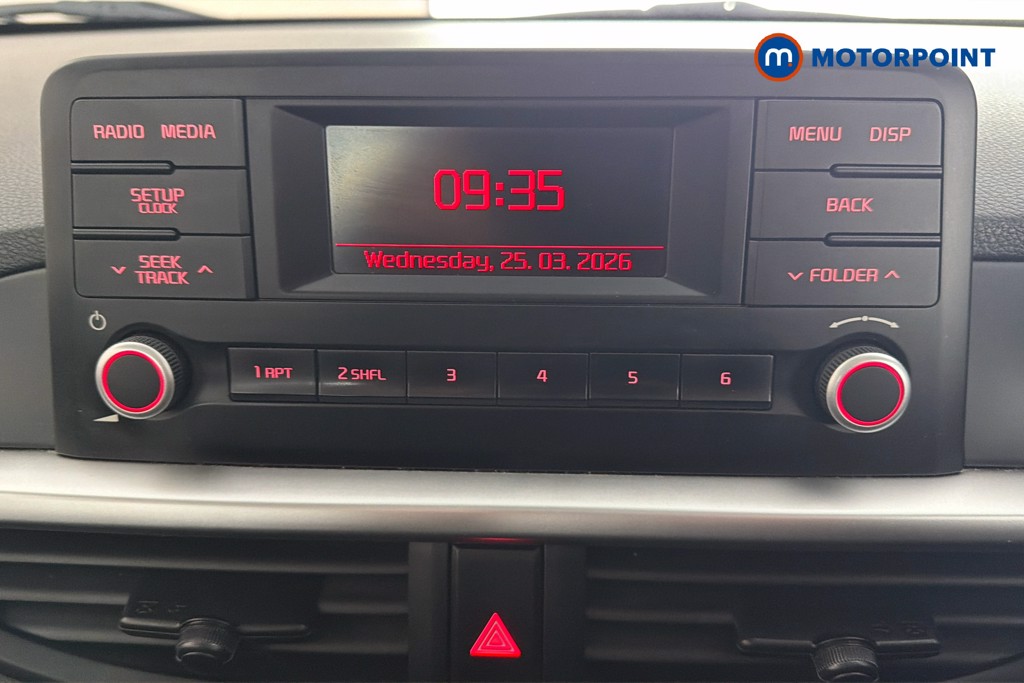 m. MOTORPOINT
RADIO MEDIA
SETUP
CLOCK
SEEK
TRACK
09:35
Wednesday, 25. 03. 2026
MENU DISP
BACK
FOLDER
1 RPT 2 SHFL 3 4 5 6